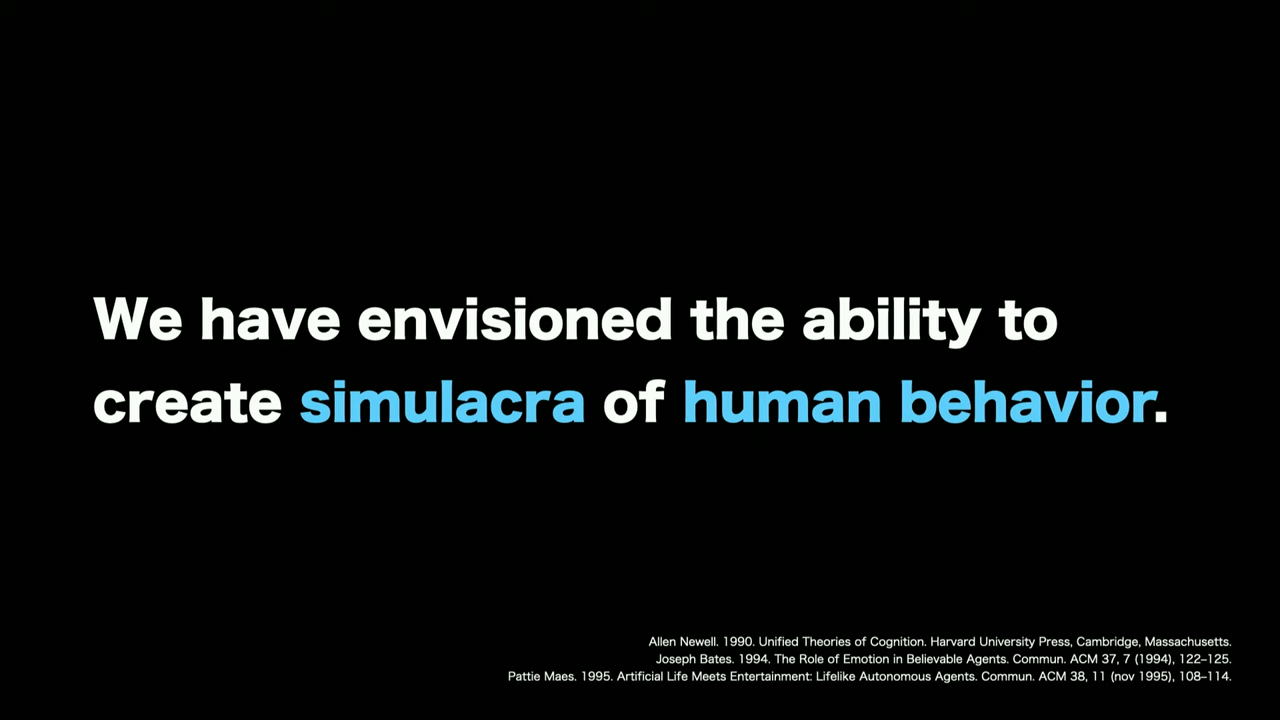 We have envisioned the ability to
create simulacra of human behavior.
Allen Newell. 1990. Unified Theories of Cognition. Harvard University Press, Cambridge, Massachusetts.
Joseph Bates. 1994. The Role of Emotion in Believable Agents. Commun. ACM 37, 7 (1994), 122–125.
Pattie Maes. 1995. Artificial Life Meets Entertainment: Lifelike Autonomous Agents. Commun. ACM 38, 11 (nov 1995), 108–114.